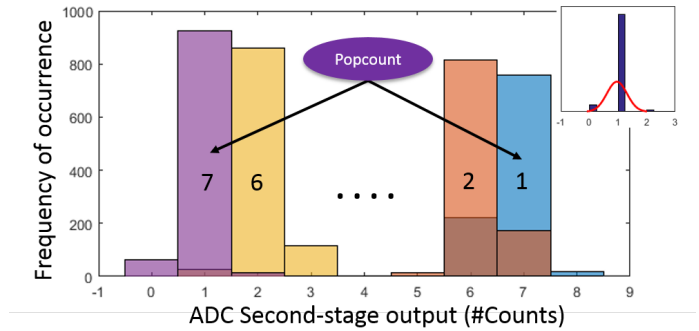 Frequency of occurrence
1000
800
600
400
200
0
Popcount
7
6
. . . .
2
1
-1 0 1 2 3 4 5 6 7 8 9
ADC Second-stage output (#Counts)
-1 0 1 2 3